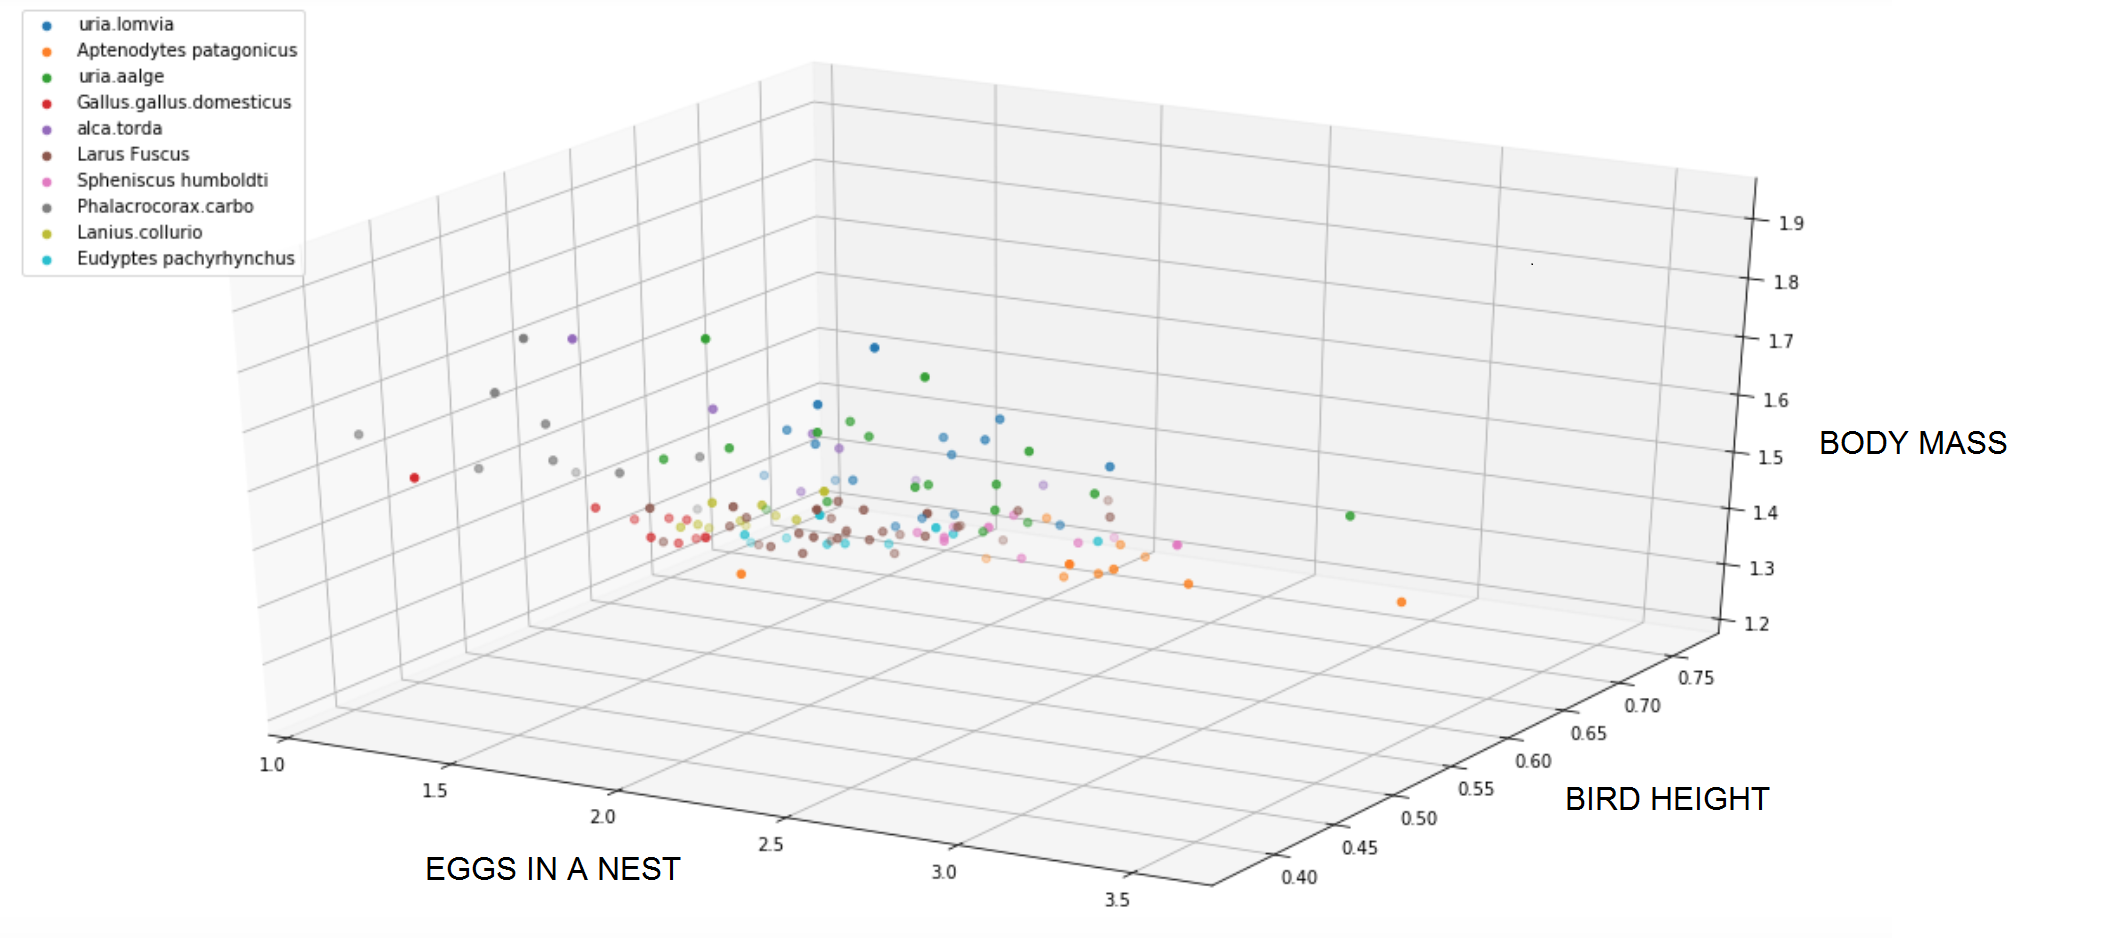 uria.lomvia
Aptenodytes patagonicus
uria.aalge
Gallus.gallus.domesticus
alca.torda
Larus Fuscus
Spheniscus humboldti
Phalacrocorax.carbo
Lanius.collurio
Eudyptes pachyrhynchus
1.9
1.8
1.7
1.6
1.5
1.4
1.3
1.2
BODY MASS
0.75
0.70
0.65
0.60
0.55
0.50
0.45
0.40
BIRD HEIGHT
1.0
1.5
2.0
2.5
3.0
3.5
EGGS IN A NEST